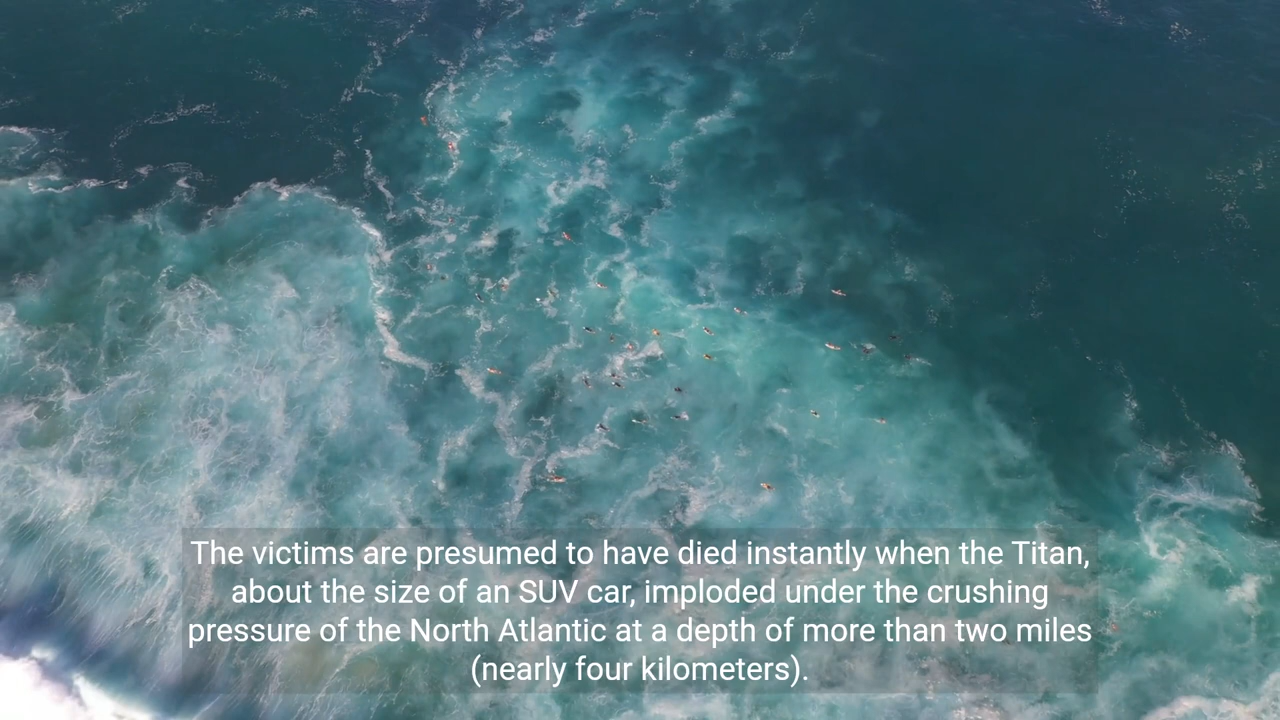 The victims are presumed to have died instantly when the Titan,
about the size of an SUV car, imploded under the crushing
pressure of the North Atlantic at a depth of more than two miles
(nearly four kilometers).